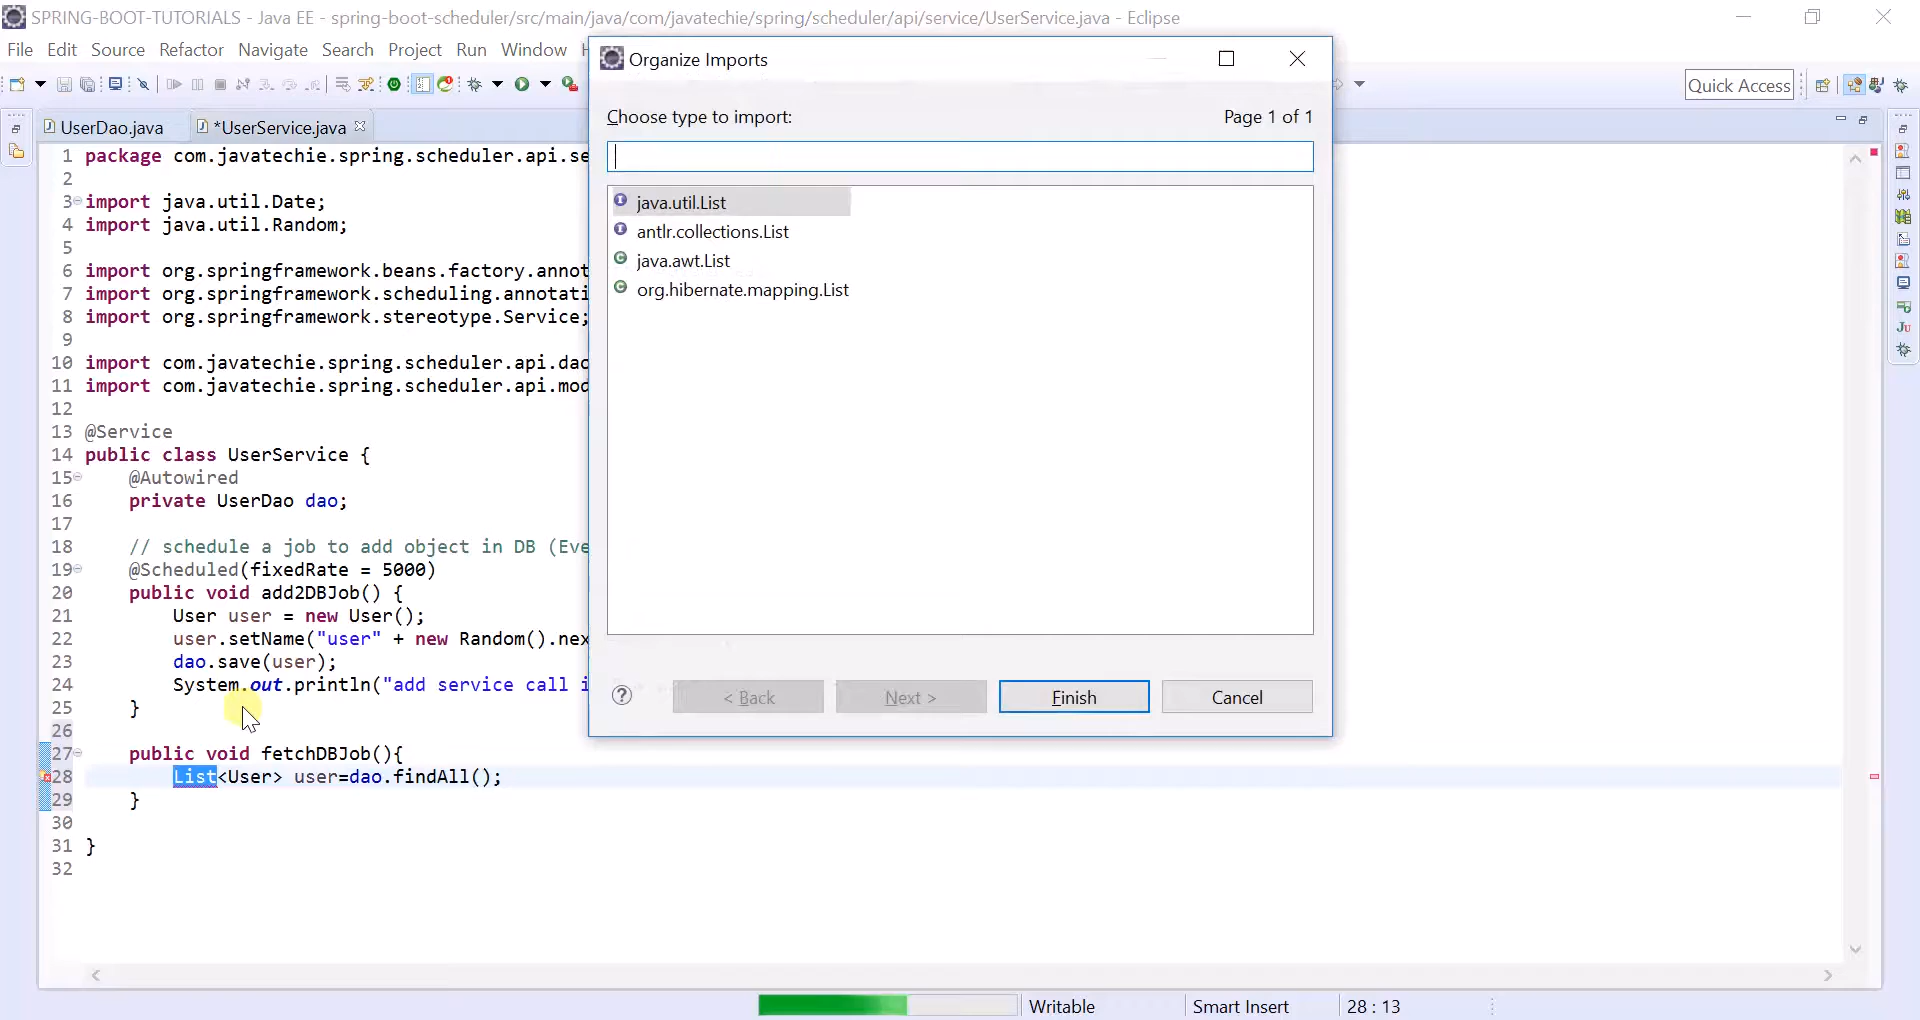 SPRING-BOOT-TUTORIALS - Java EE - spring-boot-scheduler/src/main/java/com/javatechie/spring/scheduler/api/service/UserService.java - Eclipse
File Edit Source Refactor Navigate Search Project Run Window
Quick Access
UserDao.java
*UserService.java
1 package com.javatechie.spring.scheduler.api.se
2
3 import java.util.Date;
4 import java.util.Random;
5
6 import org.springframework.beans.factory.annot
7 import org.springframework.scheduling.annotati
8 import org.springframework.stereotype.Service;
9
10 import com.javatechie.spring.scheduler.api.dao
11 import com.javatechie.spring.scheduler.api.mod
12
13 @Service
14 public class UserService {
15 @Autowired
16 private UserDao dao;
17
18 // schedule a job to add object in DB (Eve
19 @Scheduled(fixedRate = 5000)
20 public void add2DBJob() {
21 User user = new User();
22 user.setName("user" + new Random().nex
23 dao.save(user);
24 System.out.println("add service call i
25 }
26
27 public void fetchDBJob(){
28 List<User> user=dao.findAll();
29 }
30
31 }
32
Organize Imports
Choose type to import:
Page 1 of 1
java.util.List
antlr.collections.List
java.awt.List
org.hibernate.mapping.List
< Back
Next >
Finish
Cancel
Writable
Smart Insert
28 : 13